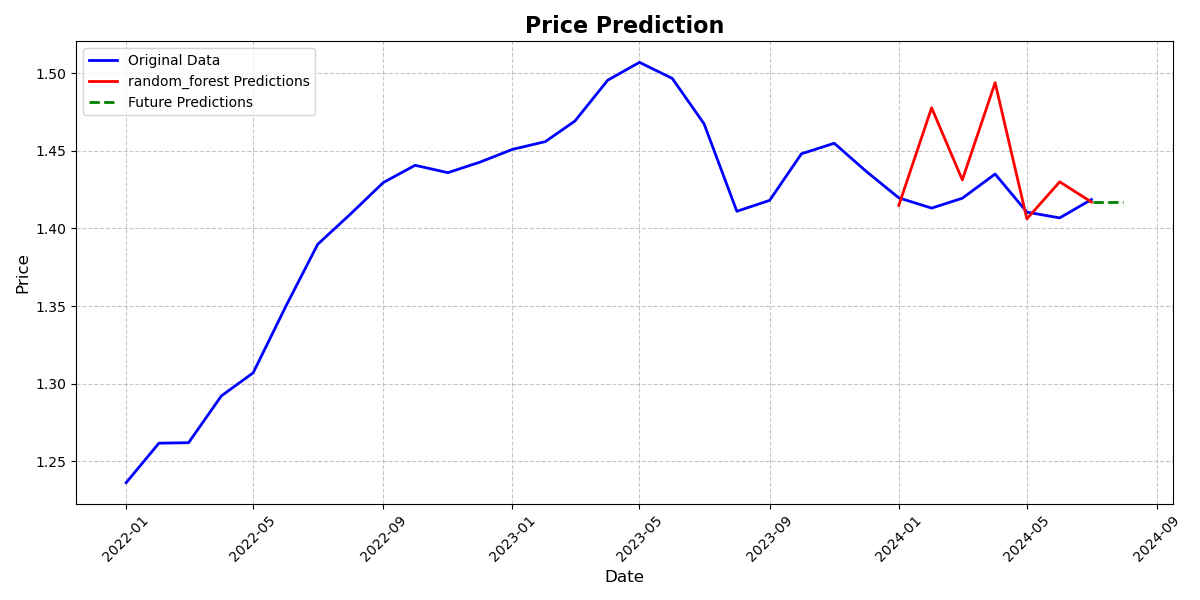 Price Prediction
Original Data
random_forest Predictions
Future Predictions
1.50
1.45
1.40
1.35
1.30
1.25
Price
2022-01
2022-05
2022-09
2023-01
2023-05
2023-09
2024-01
2024-05
2024-09
Date